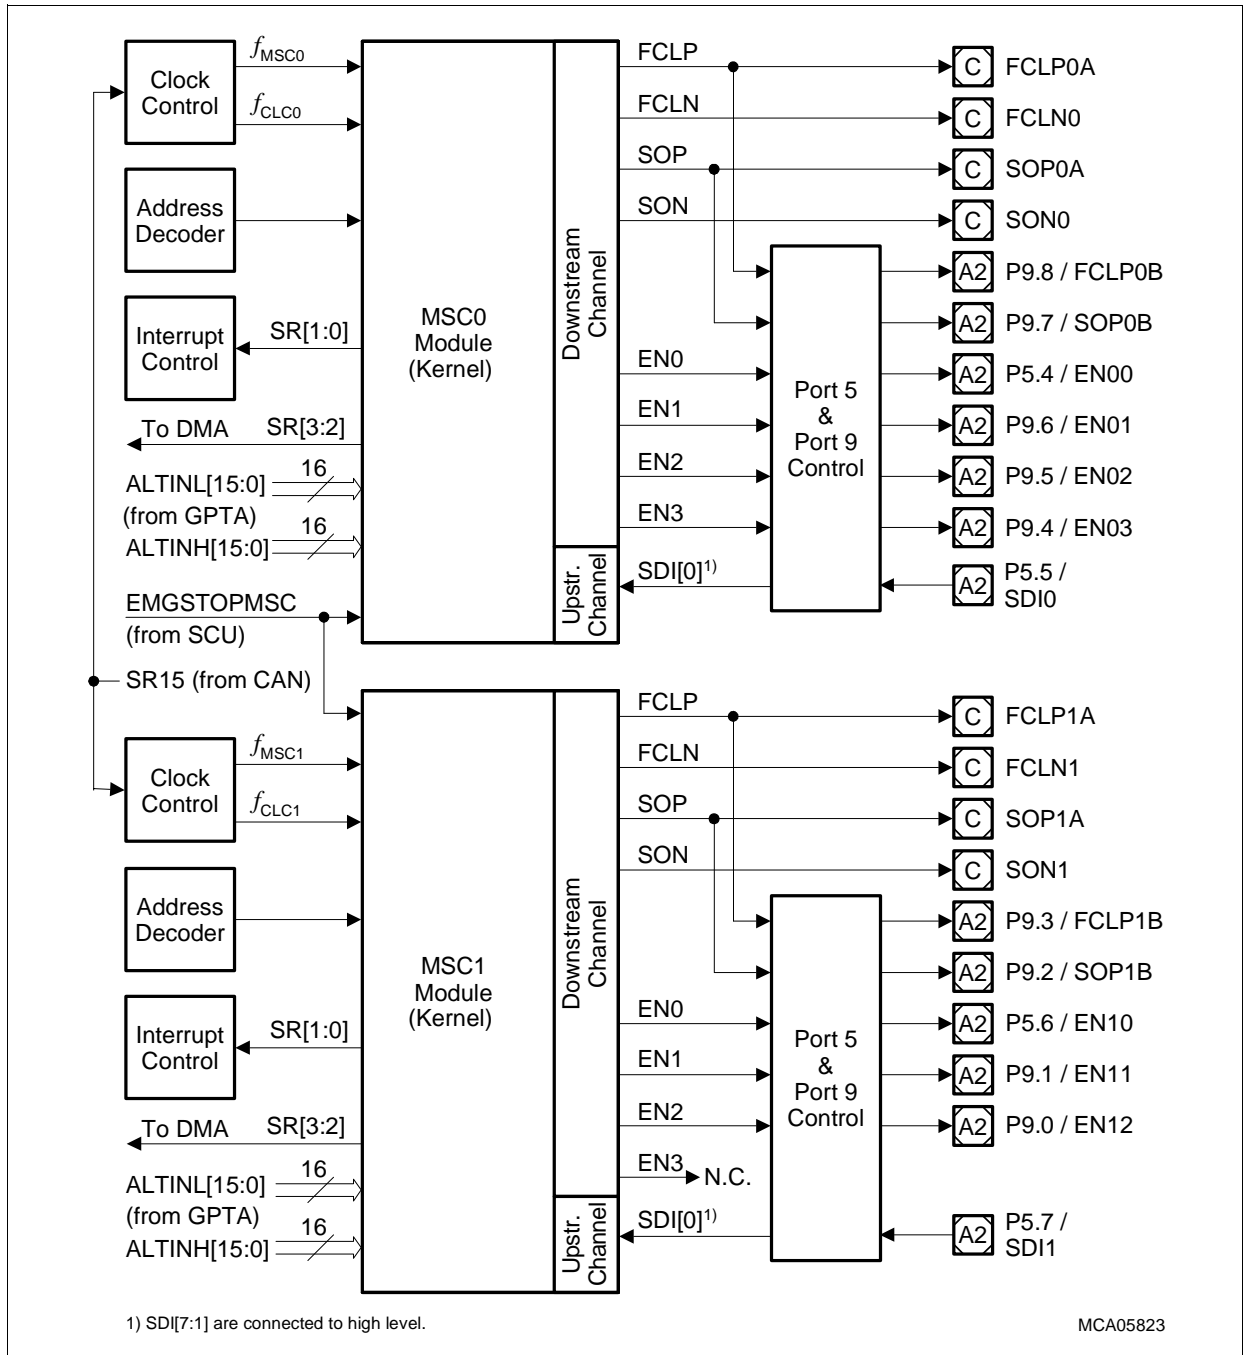 Clock
Control
fMSC0
fCLC0
Address
Decoder
Interrupt
Control
SR[1:0]
To DMA
SR[3:2]
ALTINL[15:0]
16
(from GPTA)
ALTINH[15:0]
16
EMGSTOPMSC
(from SCU)
SR15 (from CAN)
MSC0
Module
(Kernel)
Downstream
Channel
Upstr.
Channel
FCLP
FCLN
SOP
SON
EN0
EN1
EN2
EN3
SDI[0]1)
Port 5
&
Port 9
Control
C FCLP0A
C FCLN0
C SOP0A
C SON0
A2 P9.8 / FCLP0B
A2 P9.7 / SOP0B
A2 P5.4 / EN00
A2 P9.6 / EN01
A2 P9.5 / EN02
A2 P9.4 / EN03
A2 P5.5 /
SDI0
Clock
Control
fMSC1
fCLC1
Address
Decoder
Interrupt
Control
SR[1:0]
To DMA
SR[3:2]
ALTINL[15:0]
16
(from GPTA)
ALTINH[15:0]
16
MSC1
Module
(Kernel)
Downstream
Channel
Upstr.
Channel
FCLP
FCLN
SOP
SON
EN0
EN1
EN2
EN3
N.C.
SDI[0]1)
Port 5
&
Port 9
Control
C FCLP1A
C FCLN1
C SOP1A
C SON1
A2 P9.3 / FCLP1B
A2 P9.2 / SOP1B
A2 P5.6 / EN10
A2 P9.1 / EN11
A2 P9.0 / EN12
A2 P5.7 /
SDI1
1) SDI[7:1] are connected to high level.
MCA05823